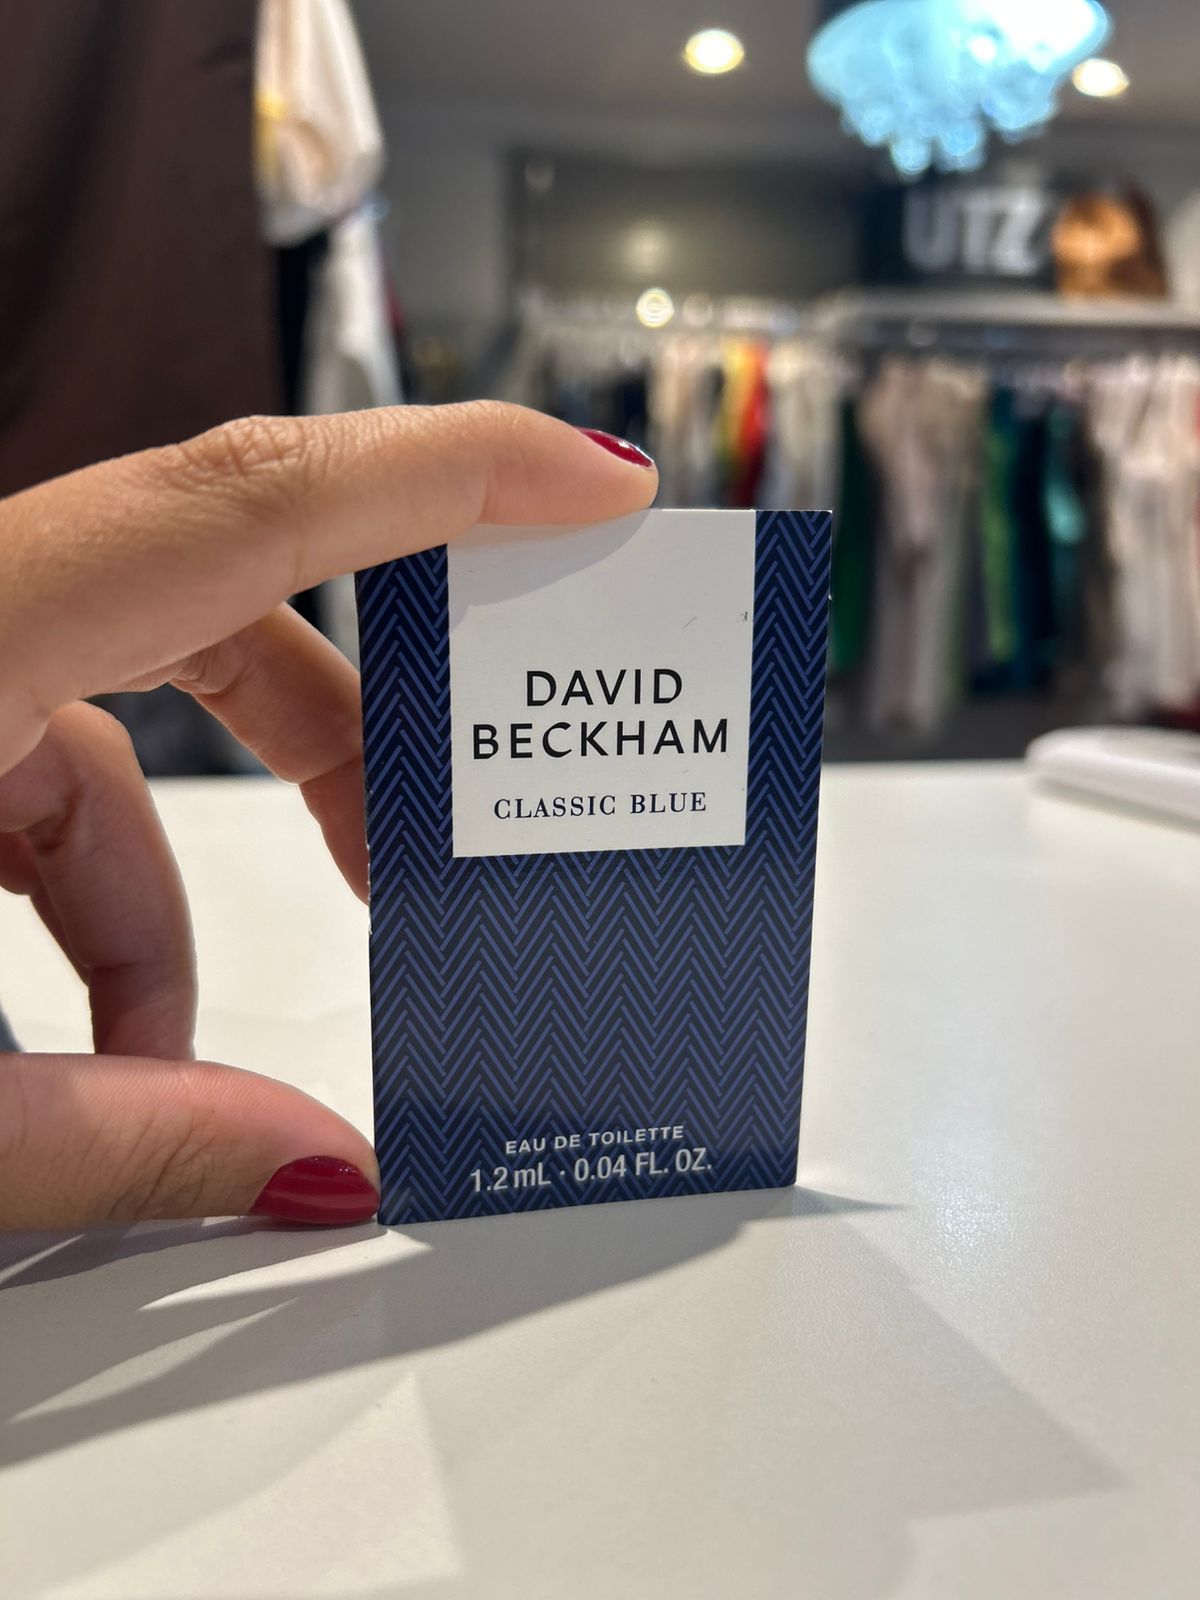 UTZ
DAVID
BECKHAM
CLASSIC BLUE
EAU DE TOILETTE
1.2 mL · 0.04 FL. OZ.